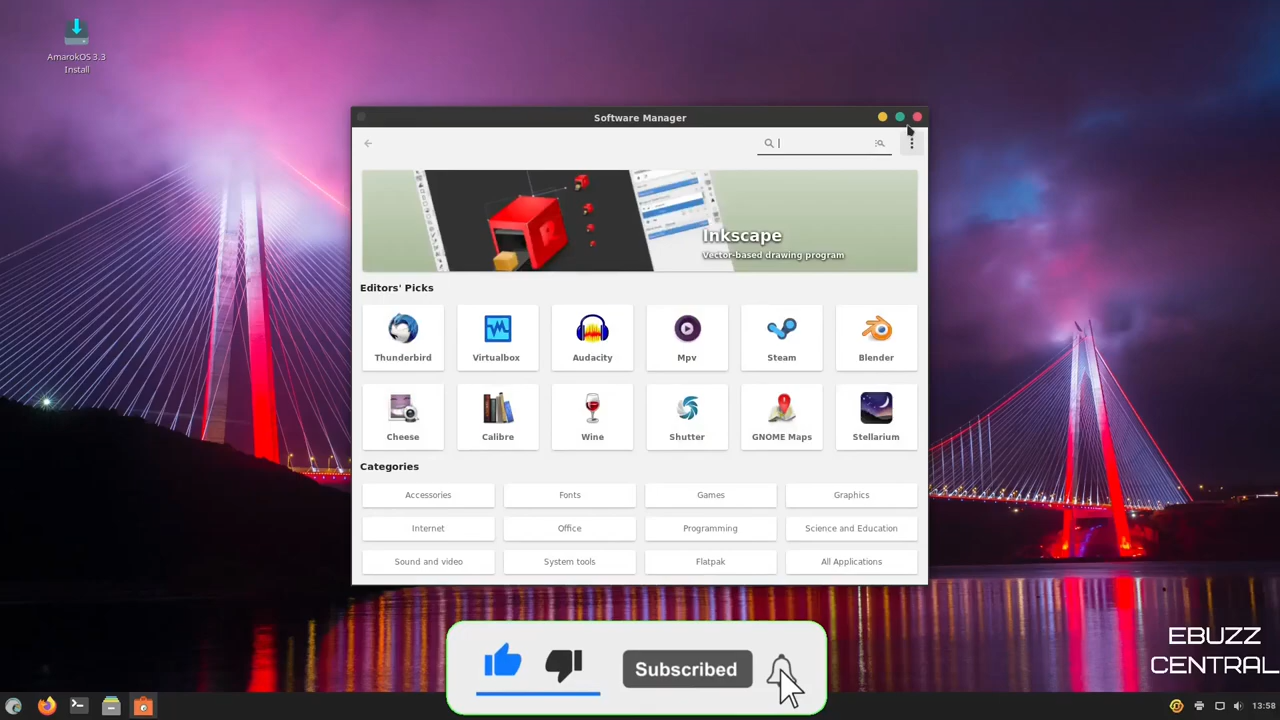 AmarokOS 3.3
Install
Software Manager
Inkscape
Vector-based drawing program
Editors' Picks
Thunderbird
Virtualbox
Audacity
Mpv
Steam
Blender
Cheese
Calibre
Wine
Shutter
GNOME Maps
Stellarium
Categories
Accessories
Fonts
Games
Graphics
Internet
Office
Programming
Science and Education
Sound and video
System tools
Flatpak
All Applications
EBUZZ
CENTRAL
Subscribed
13:58